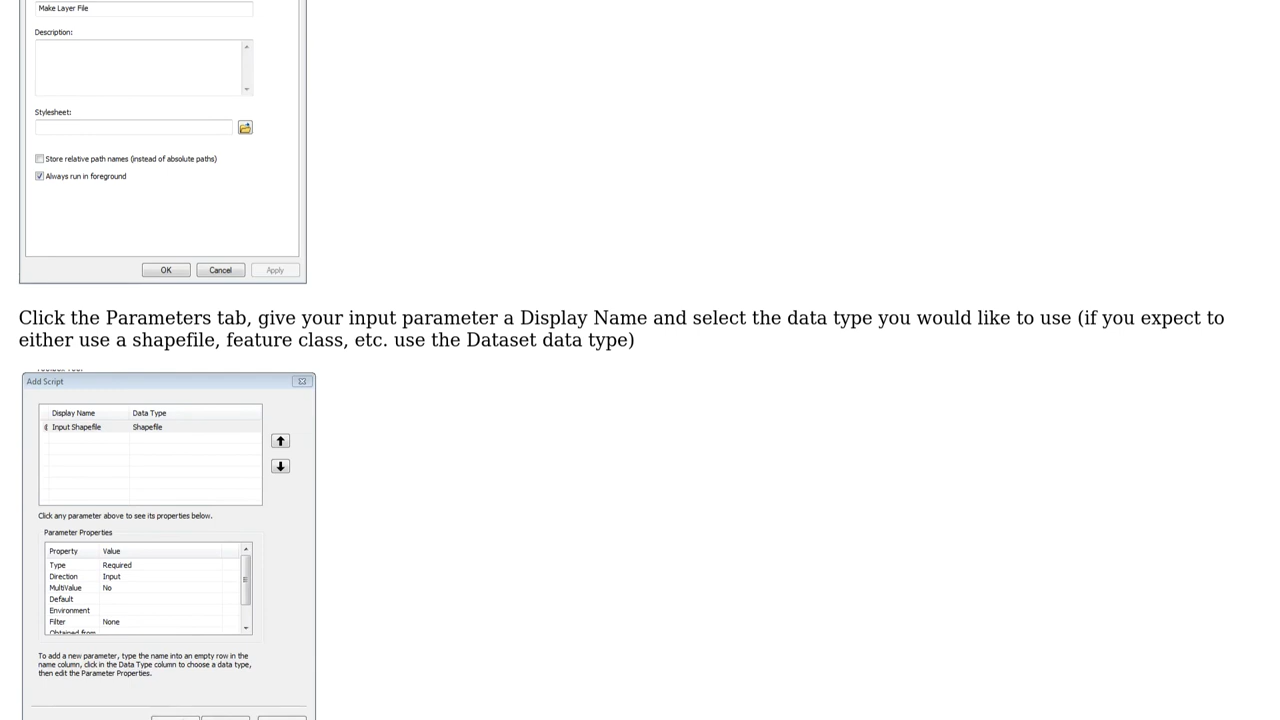 Make Layer File
Description:
Stylesheet:
Store relative path names (instead of absolute paths)
Always run in foreground
OK Cancel Apply
Click the Parameters tab, give your input parameter a Display Name and select the data type you would like to use (if you expect to
either use a shapefile, feature class, etc. use the Dataset data type)
Add Script
Display Name Data Type
Input Shapefile Shapefile
Click any parameter above to see its properties below.
Parameter Properties
Property Value
Type Required
Direction Input
MultiValue No
Default
Environment
Filter None
Obtained from
To add a new parameter, type the name into an empty row in the
name column, click in the Data Type column to choose a data type,
then edit the Parameter Properties.